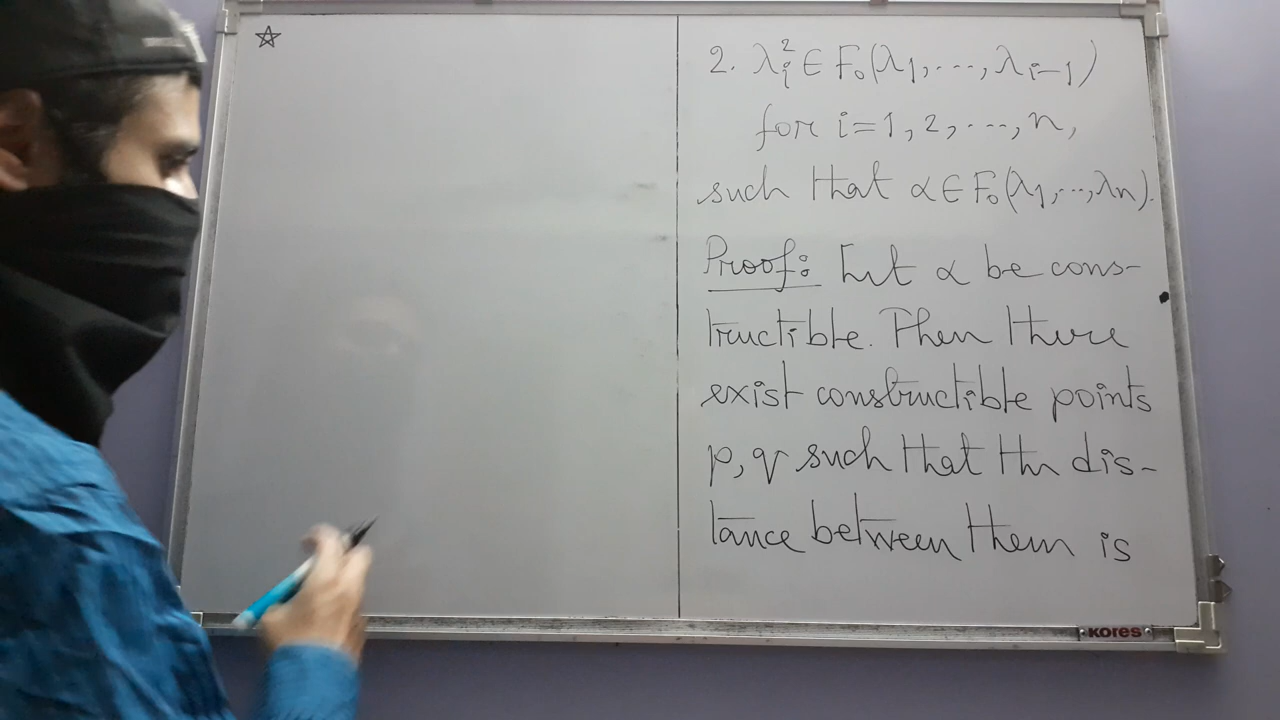 ☆
2. λᵢ² ∈ F₀(λ₁, ..., λᵢ₋₁)
for i=1, 2, ..., n,
such that α ∈ F₀(λ₁, .., λn).
Proof: Let α be cons-
tructible. Then there
exist constructible points
p, q such that the dis-
tance between them is
KORES